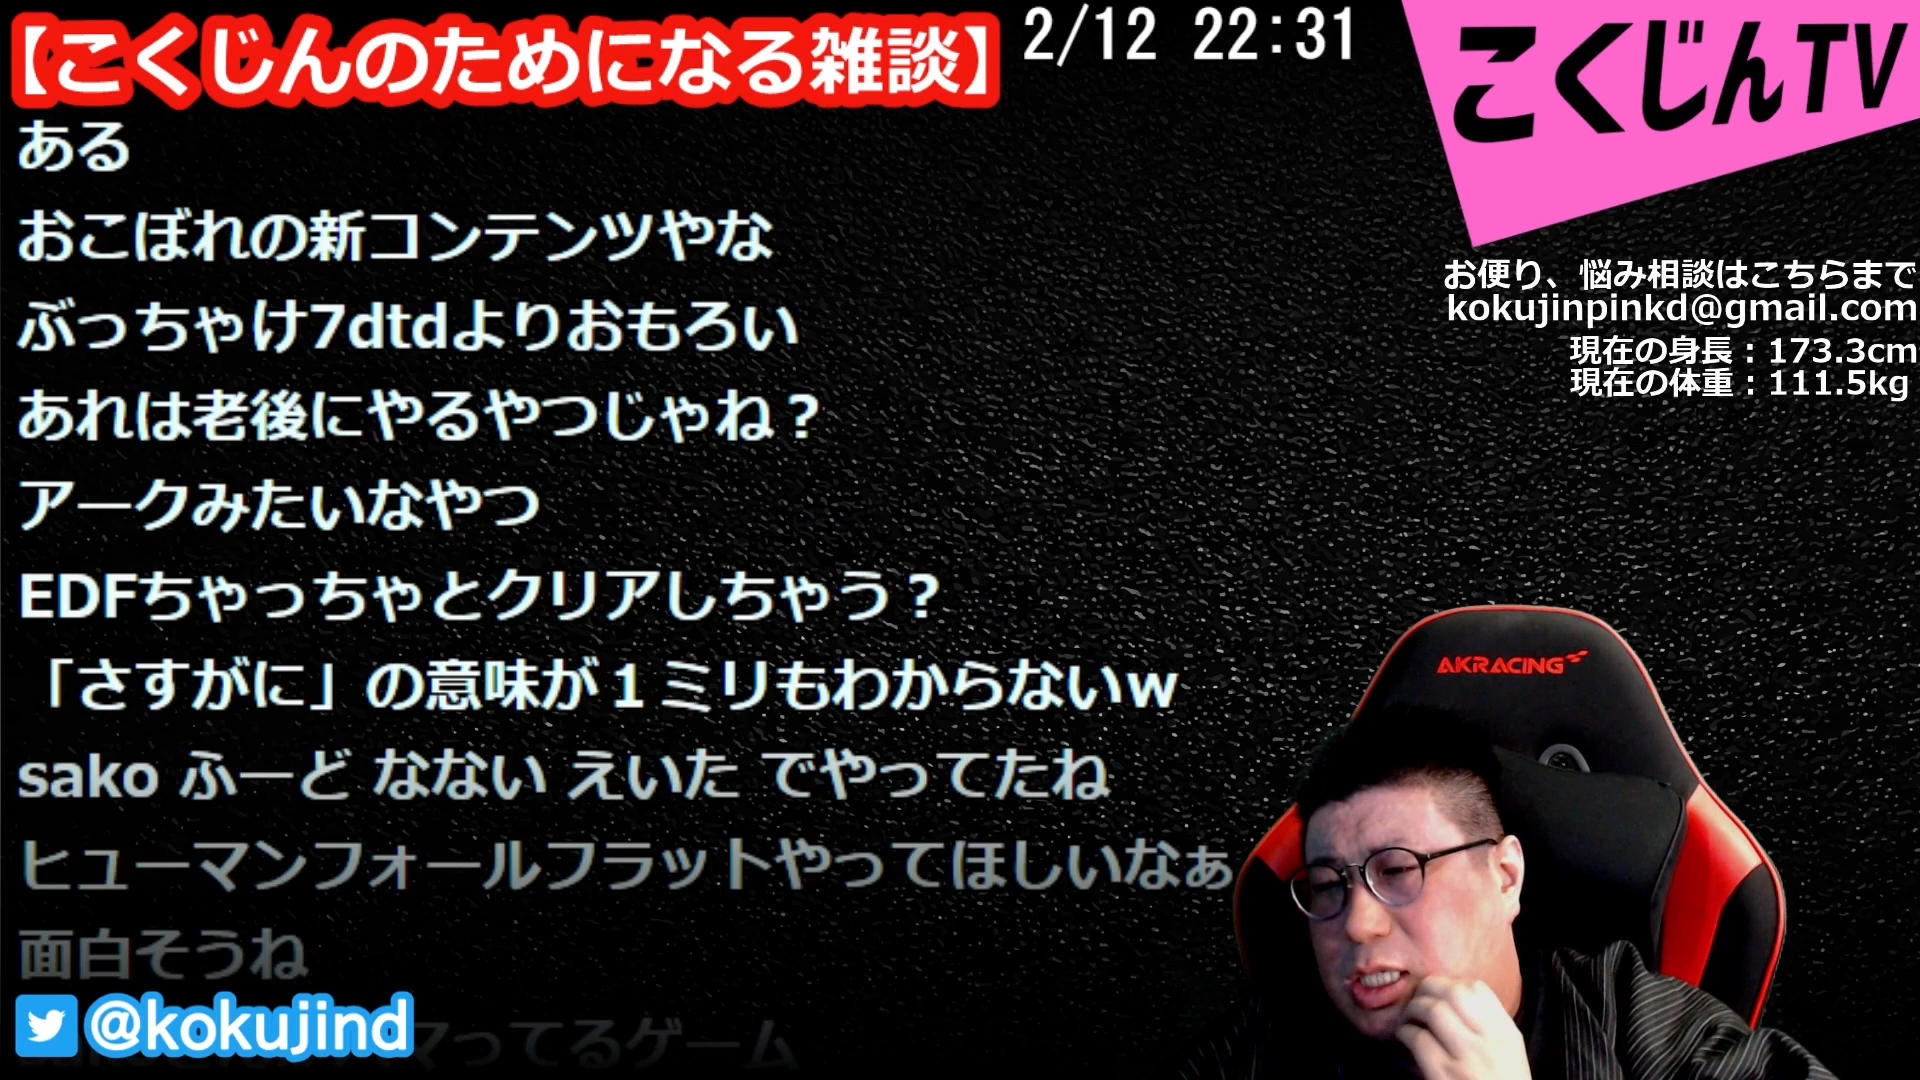 【こくじんのためになる雑談】
2/12 22:31
こくじんTV
ある
おこぼれの新コンテンツやな
ぶっちゃけ7dtdよりおもろい
あれは老後にやるやつじゃね？
アークみたいなやつ
EDFちゃっちゃとクリアしちゃう？
「さすがに」の意味が１ミリもわからないw
sako ふーど なない えいた でやってたね
ヒューマンフォールフラットやってほしいなぁ
面白そうね
マってるゲーム
@kokujind
お便り、悩み相談はこちらまで
kokujinpinkd@gmail.com
現在の身長：173.3cm
現在の体重：111.5kg
AKRACING